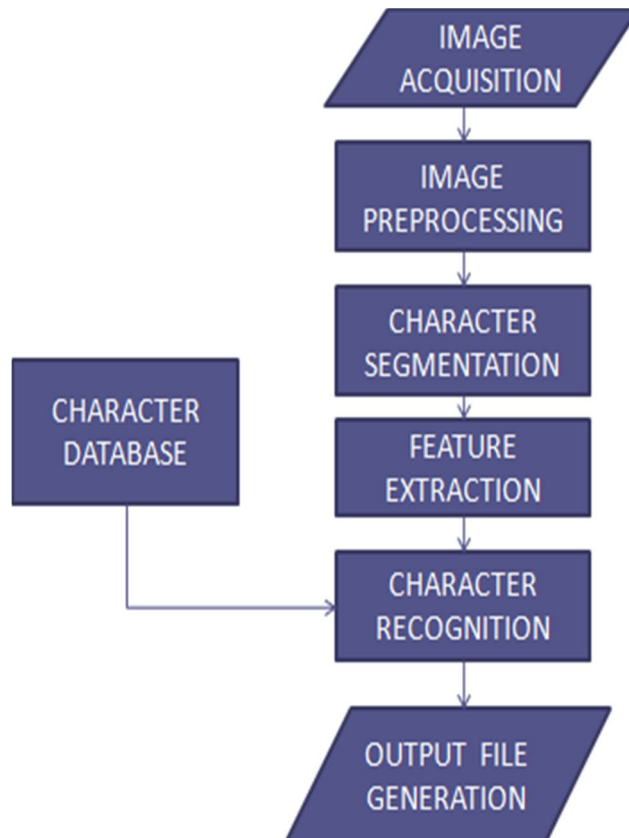 IMAGE
ACQUISITION
IMAGE
PREPROCESSING
CHARACTER
SEGMENTATION
CHARACTER
DATABASE
FEATURE
EXTRACTION
CHARACTER
RECOGNITION
OUTPUT FILE
GENERATION